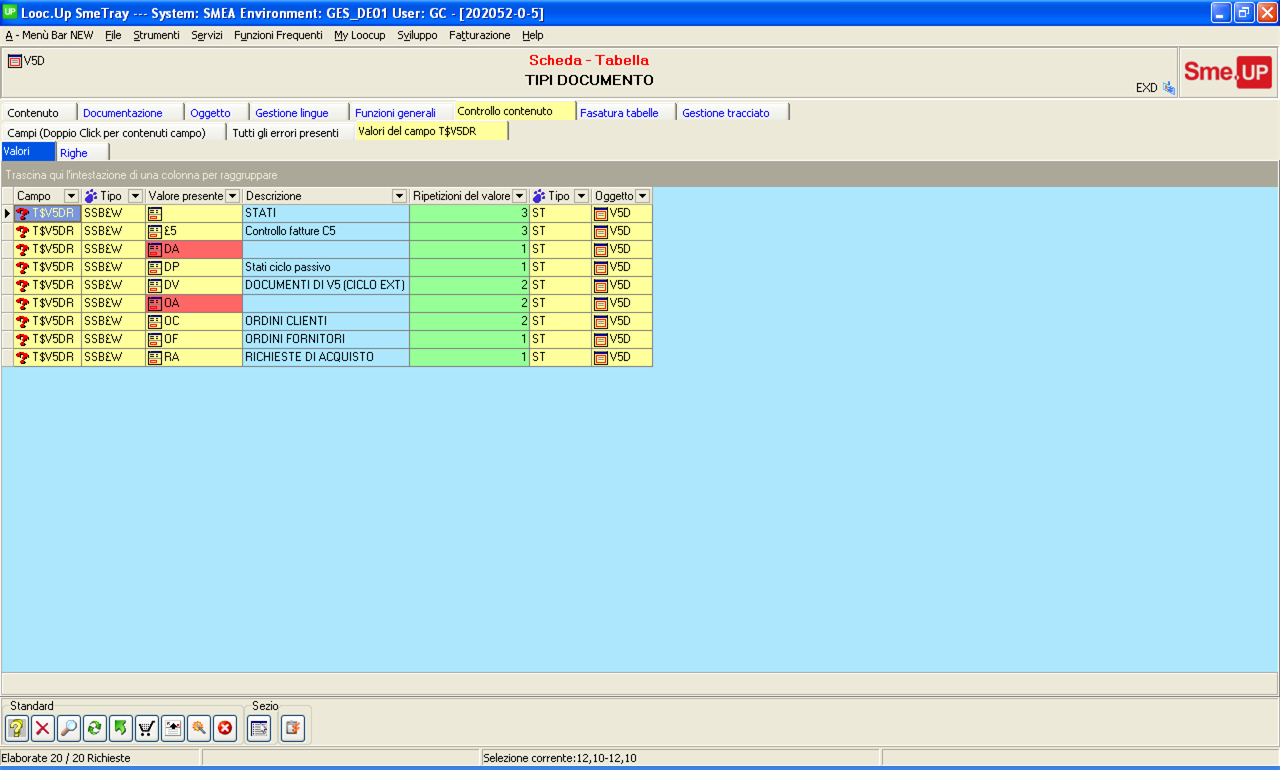 UP Looc.Up SmeTray --- System: SMEA Environment: GES_DE01 User: GC - [202052-0-5]
A - Menù Bar NEW File Strumenti Servizi Funzioni Frequenti My Loocup Sviluppo Fatturazione Help
V5D
Scheda - Tabella
TIPI DOCUMENTO
EXD
Sme.UP
Contenuto Documentazione Oggetto Gestione lingue Funzioni generali Controllo contenuto Fasatura tabelle Gestione tracciato
Campi (Doppio Click per contenuti campo) Tutti gli errori presenti Valori del campo T$V5DR
Valori Righe
Trascina qui l'intestazione di una colonna per raggruppare
Campo Tipo Valore presente Descrizione Ripetizioni del valore Tipo Oggetto
T$V5DR SSB£W STATI 3 ST V5D
T$V5DR SSB£W £5 Controllo fatture C5 3 ST V5D
T$V5DR SSB£W DA 1 ST V5D
T$V5DR SSB£W DP Stati ciclo passivo 1 ST V5D
T$V5DR SSB£W DV DOCUMENTI DI V5 (CICLO EXT) 2 ST V5D
T$V5DR SSB£W OA 2 ST V5D
T$V5DR SSB£W OC ORDINI CLIENTI 2 ST V5D
T$V5DR SSB£W OF ORDINI FORNITORI 1 ST V5D
T$V5DR SSB£W RA RICHIESTE DI ACQUISTO 1 ST V5D
Standard Sezio
Elaborate 20 / 20 Richieste Selezione corrente:12,10-12,10